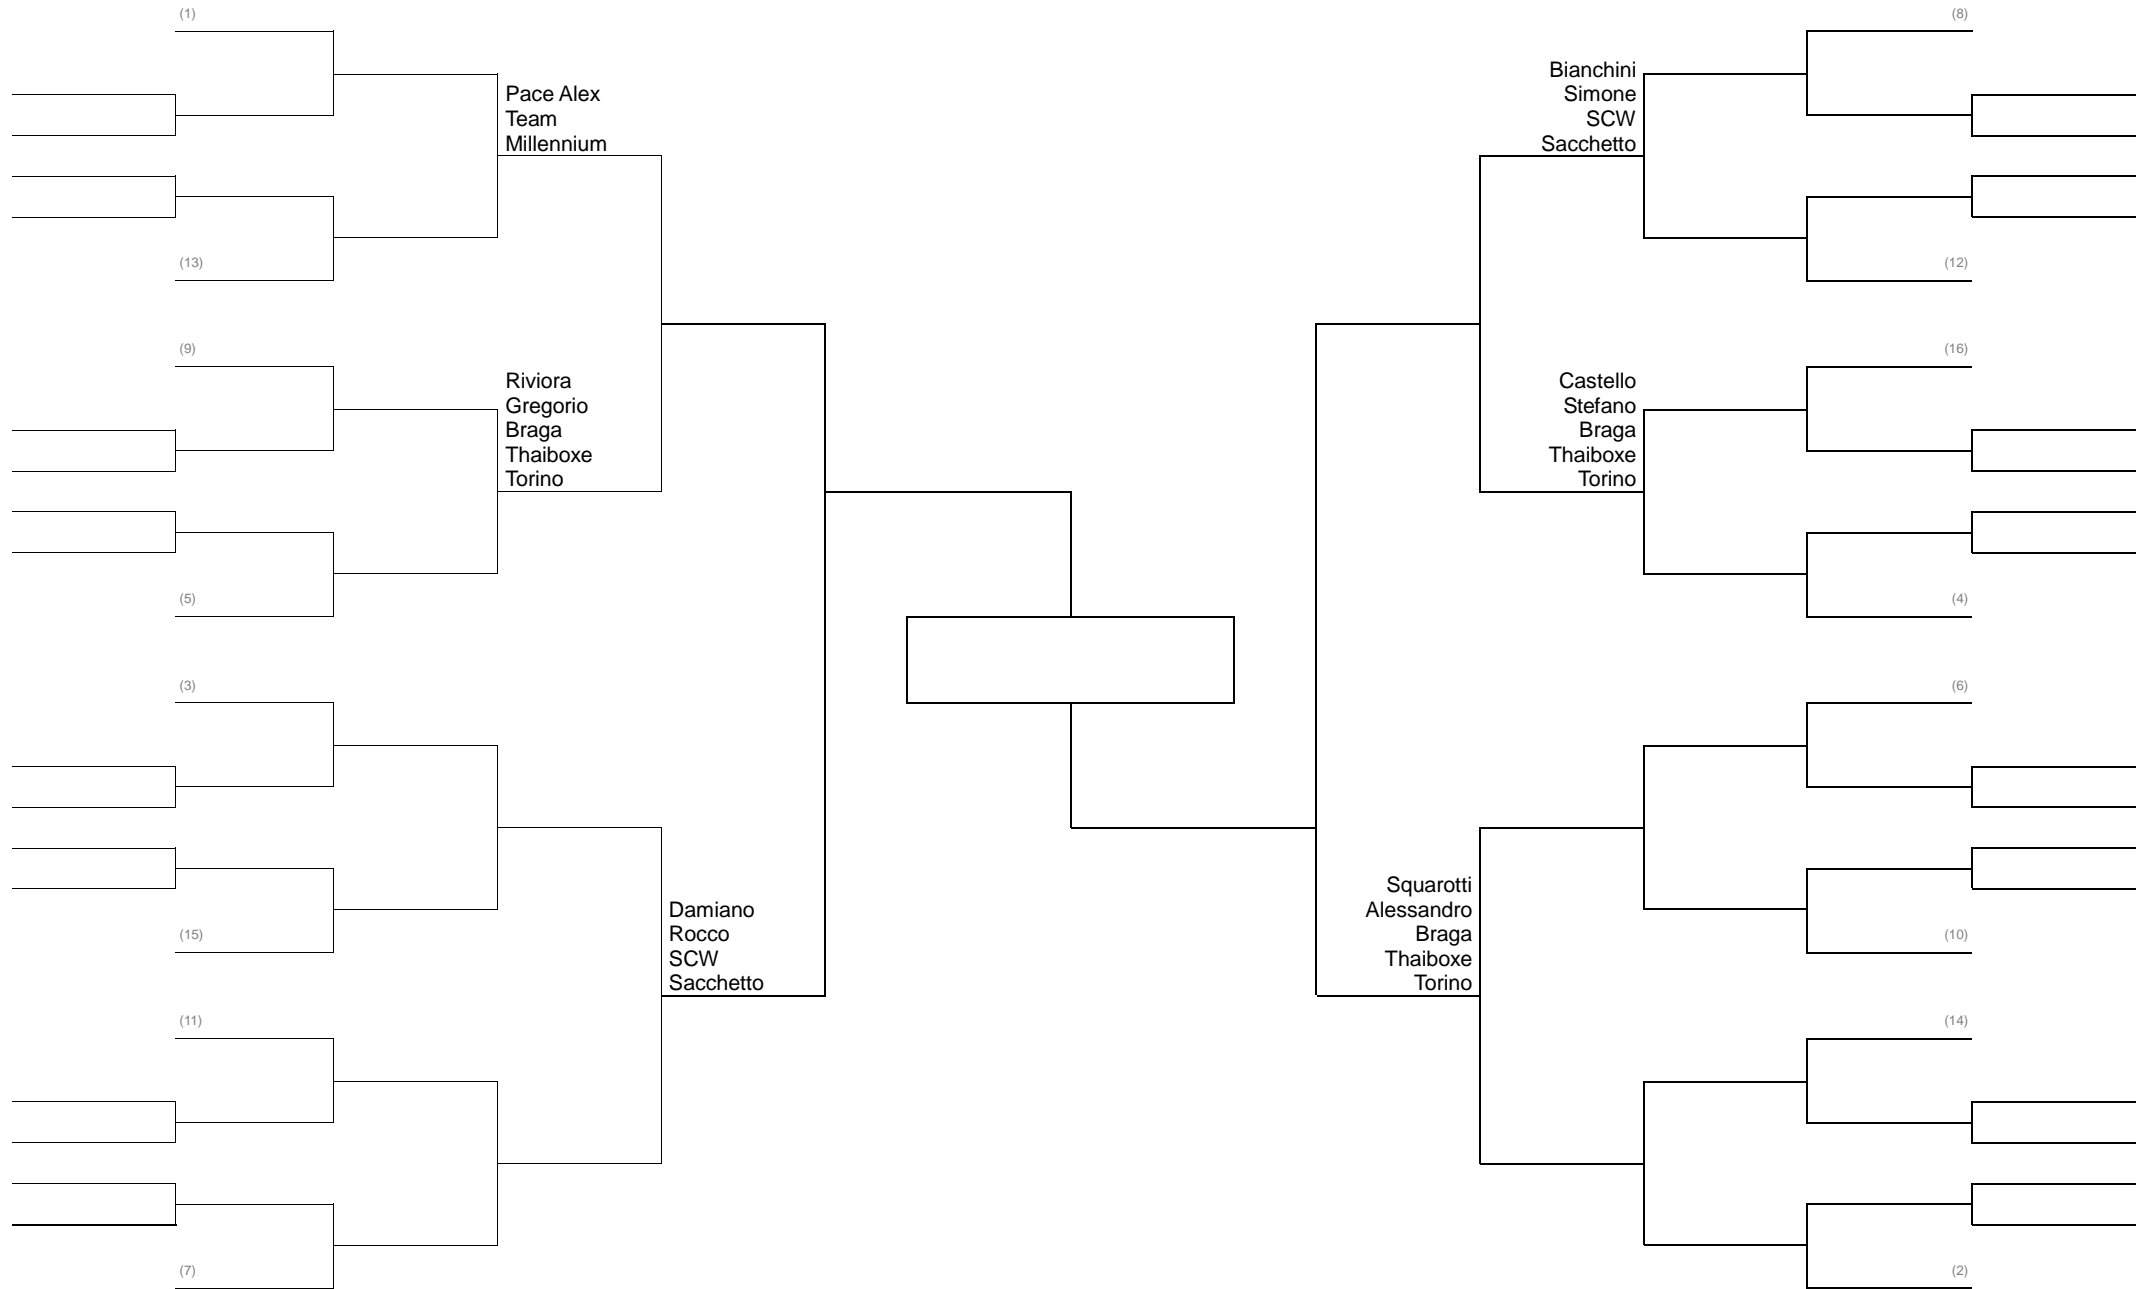 (1)
Pace Alex
Team
Millennium
(13)
(9)
Riviora
Gregorio
Braga
Thaiboxe
Torino
(5)
(3)
(15)
Damiano
Rocco
SCW
Sacchetto
(11)
(7)
(8)
Bianchini
Simone
SCW
Sacchetto
(12)
(16)
Castello
Stefano
Braga
Thaiboxe
Torino
(4)
(6)
Squarotti
Alessandro
Braga
Thaiboxe
Torino
(10)
(14)
(2)